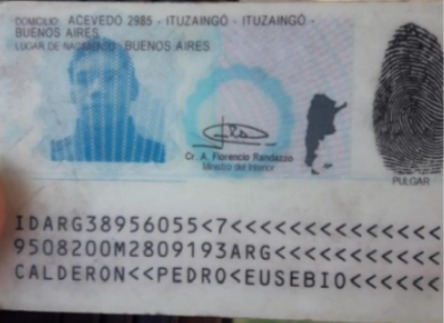 DOMICILIO: ACEVEDO 2985 - ITUZAINGÓ - ITUZAINGÓ -
BUENOS AIRES
LUGAR DE NACIMIENTO: BUENOS AIRES
Cr. A. Florencio Randazzo
Ministro del Interior
PULGAR
IDARG38956055<7<<<<<<<<<<<<<<<
9508200M2809193ARG<<<<<<<<<<<<
CALDERON<<PEDRO<EUSEBIO<<<<<<<